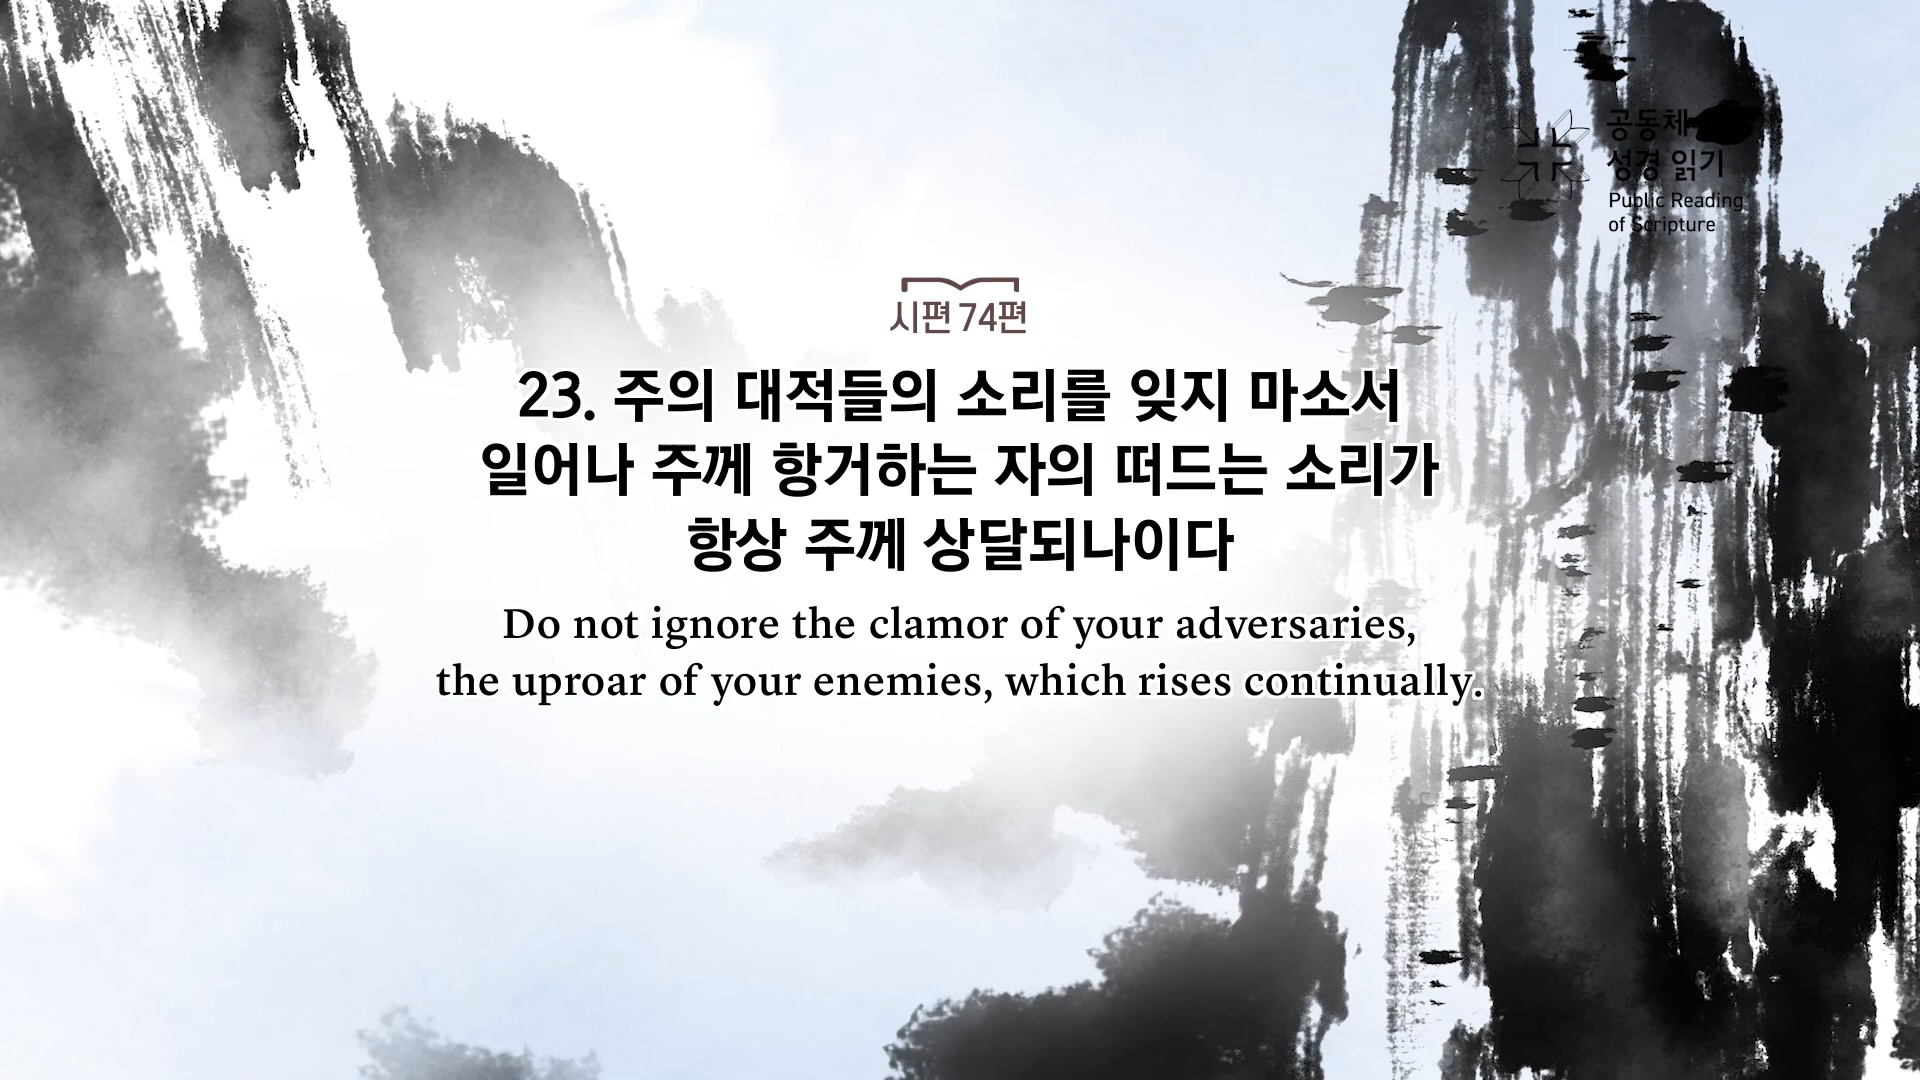 공동체
성경 읽기
Public Reading
of Scripture
시편 74편
23. 주의 대적들의 소리를 잊지 마소서
일어나 주께 항거하는 자의 떠드는 소리가
항상 주께 상달되나이다
Do not ignore the clamor of your adversaries,
the uproar of your enemies, which rises continually.